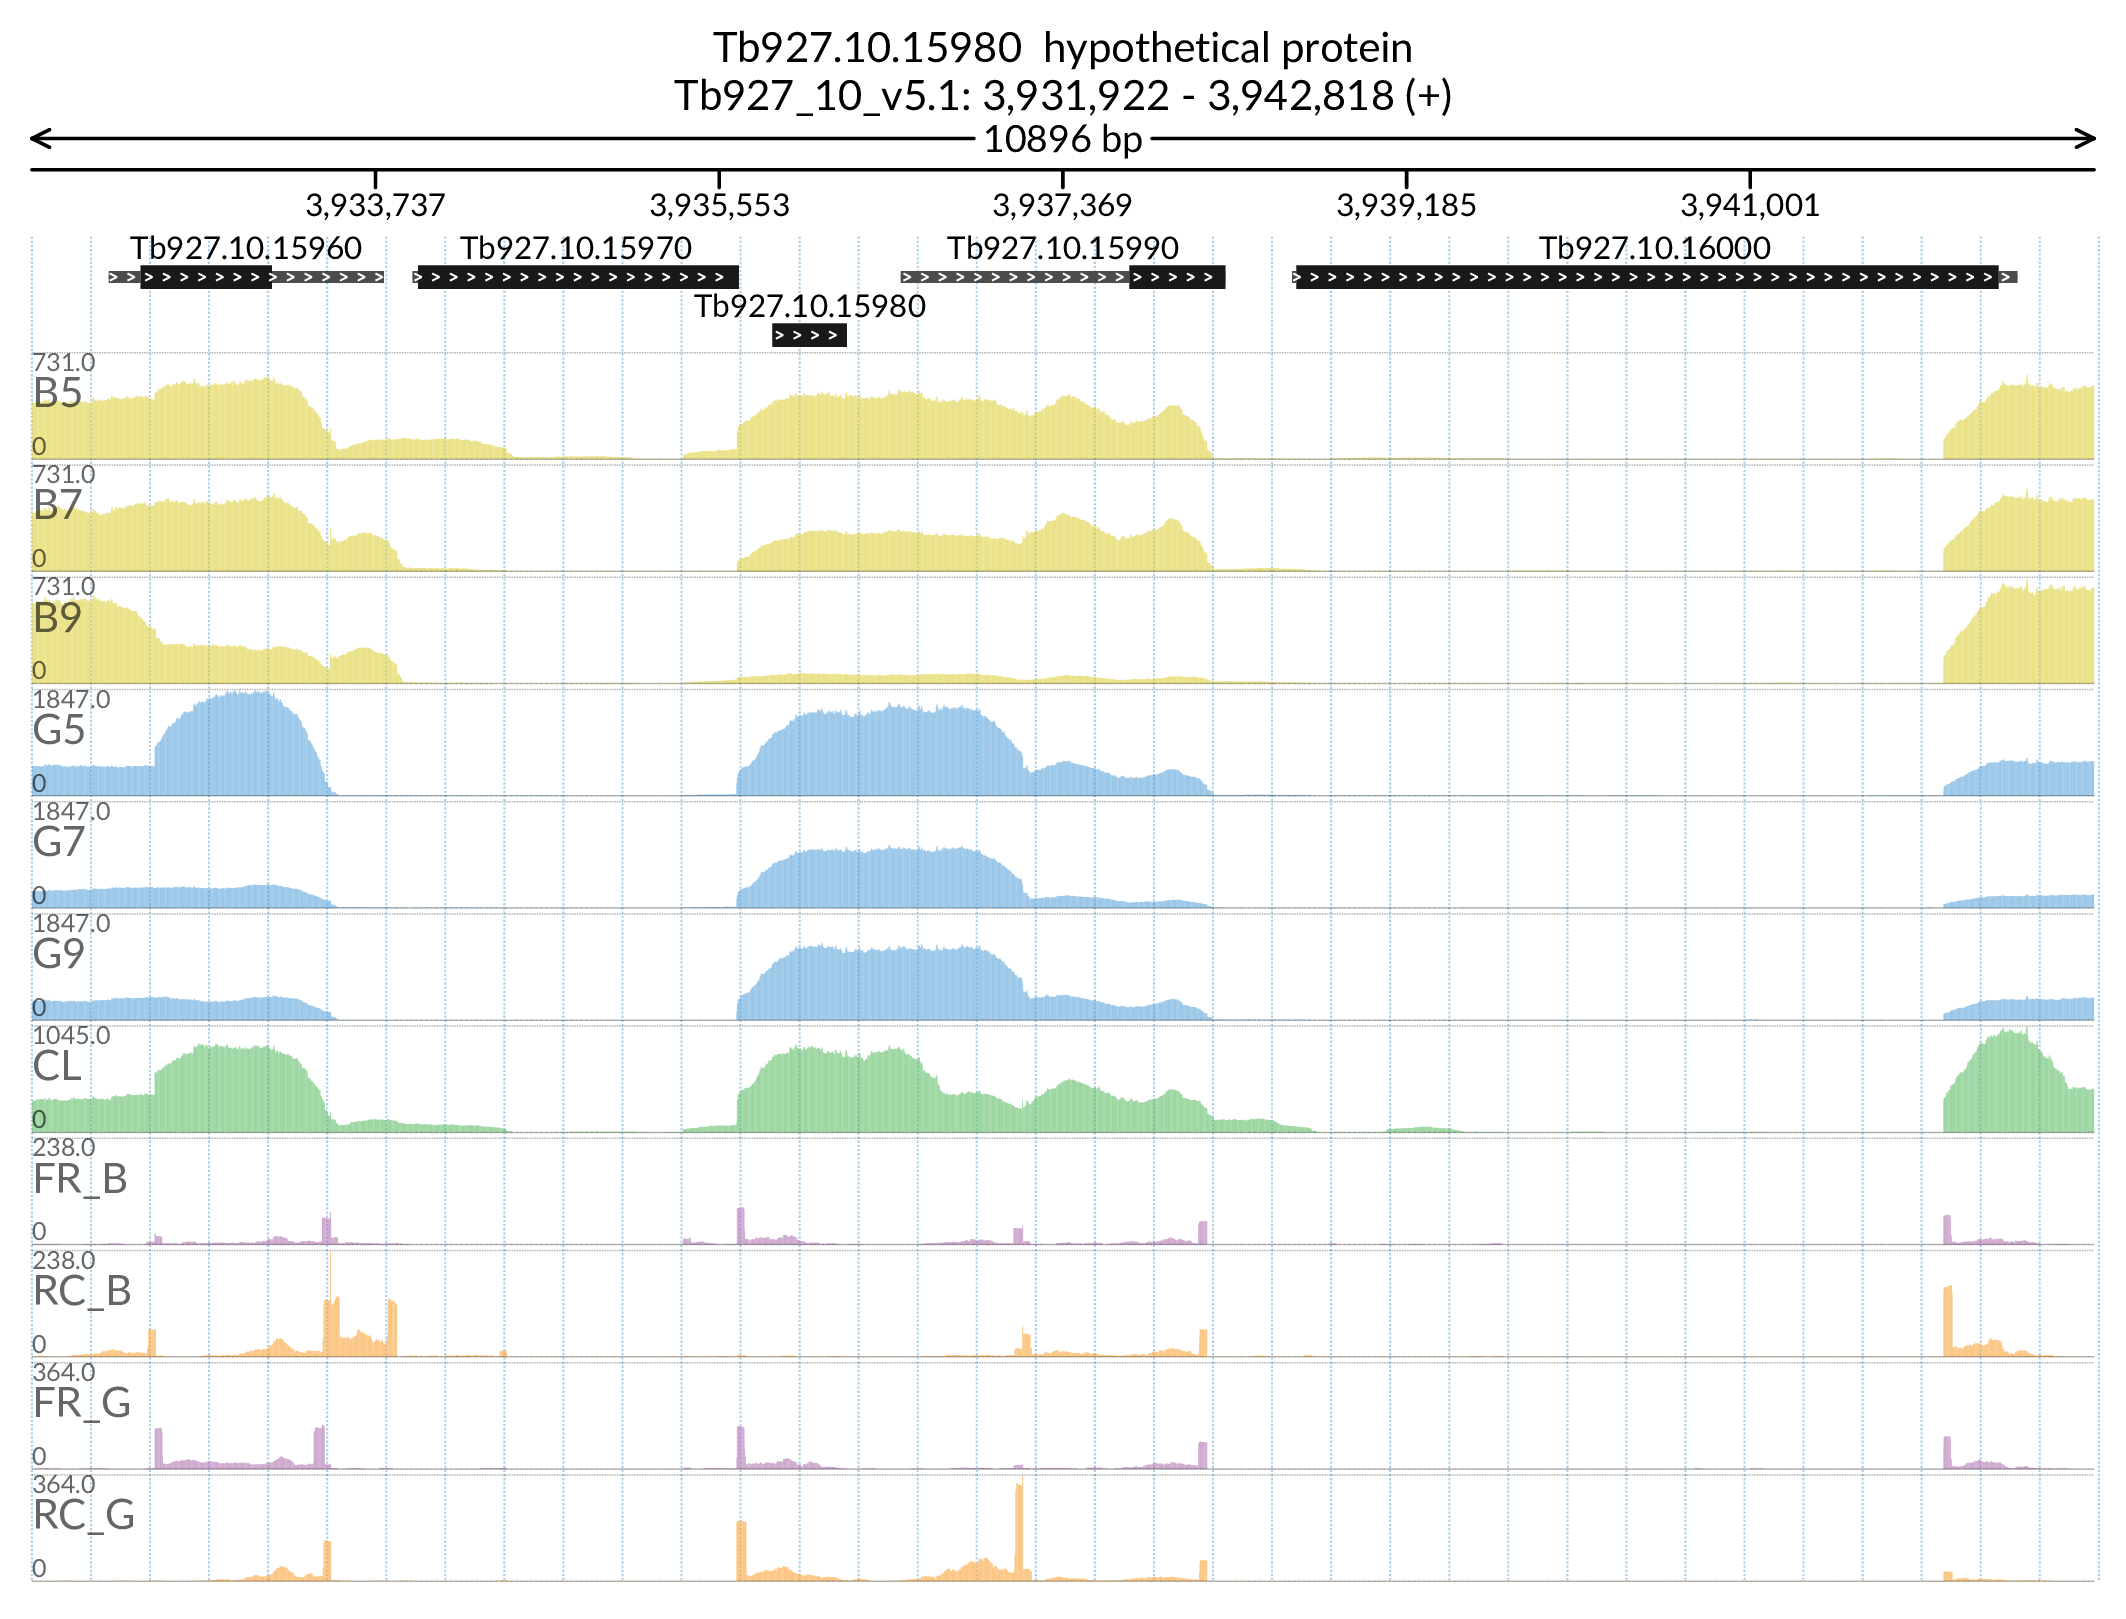 Tb927.10.15980  hypothetical protein
Tb927_10_v5.1: 3,931,922 - 3,942,818 (+)
10896 bp
3,933,737 3,935,553 3,937,369 3,939,185 3,941,001
Tb927.10.15960 Tb927.10.15970 Tb927.10.15990 Tb927.10.16000
Tb927.10.15980
731.0
B5
0
731.0
B7
0
731.0
B9
0
1847.0
G5
0
1847.0
G7
0
1847.0
G9
0
1045.0
CL
0
238.0
FR_B
0
238.0
RC_B
0
364.0
FR_G
0
364.0
RC_G
0